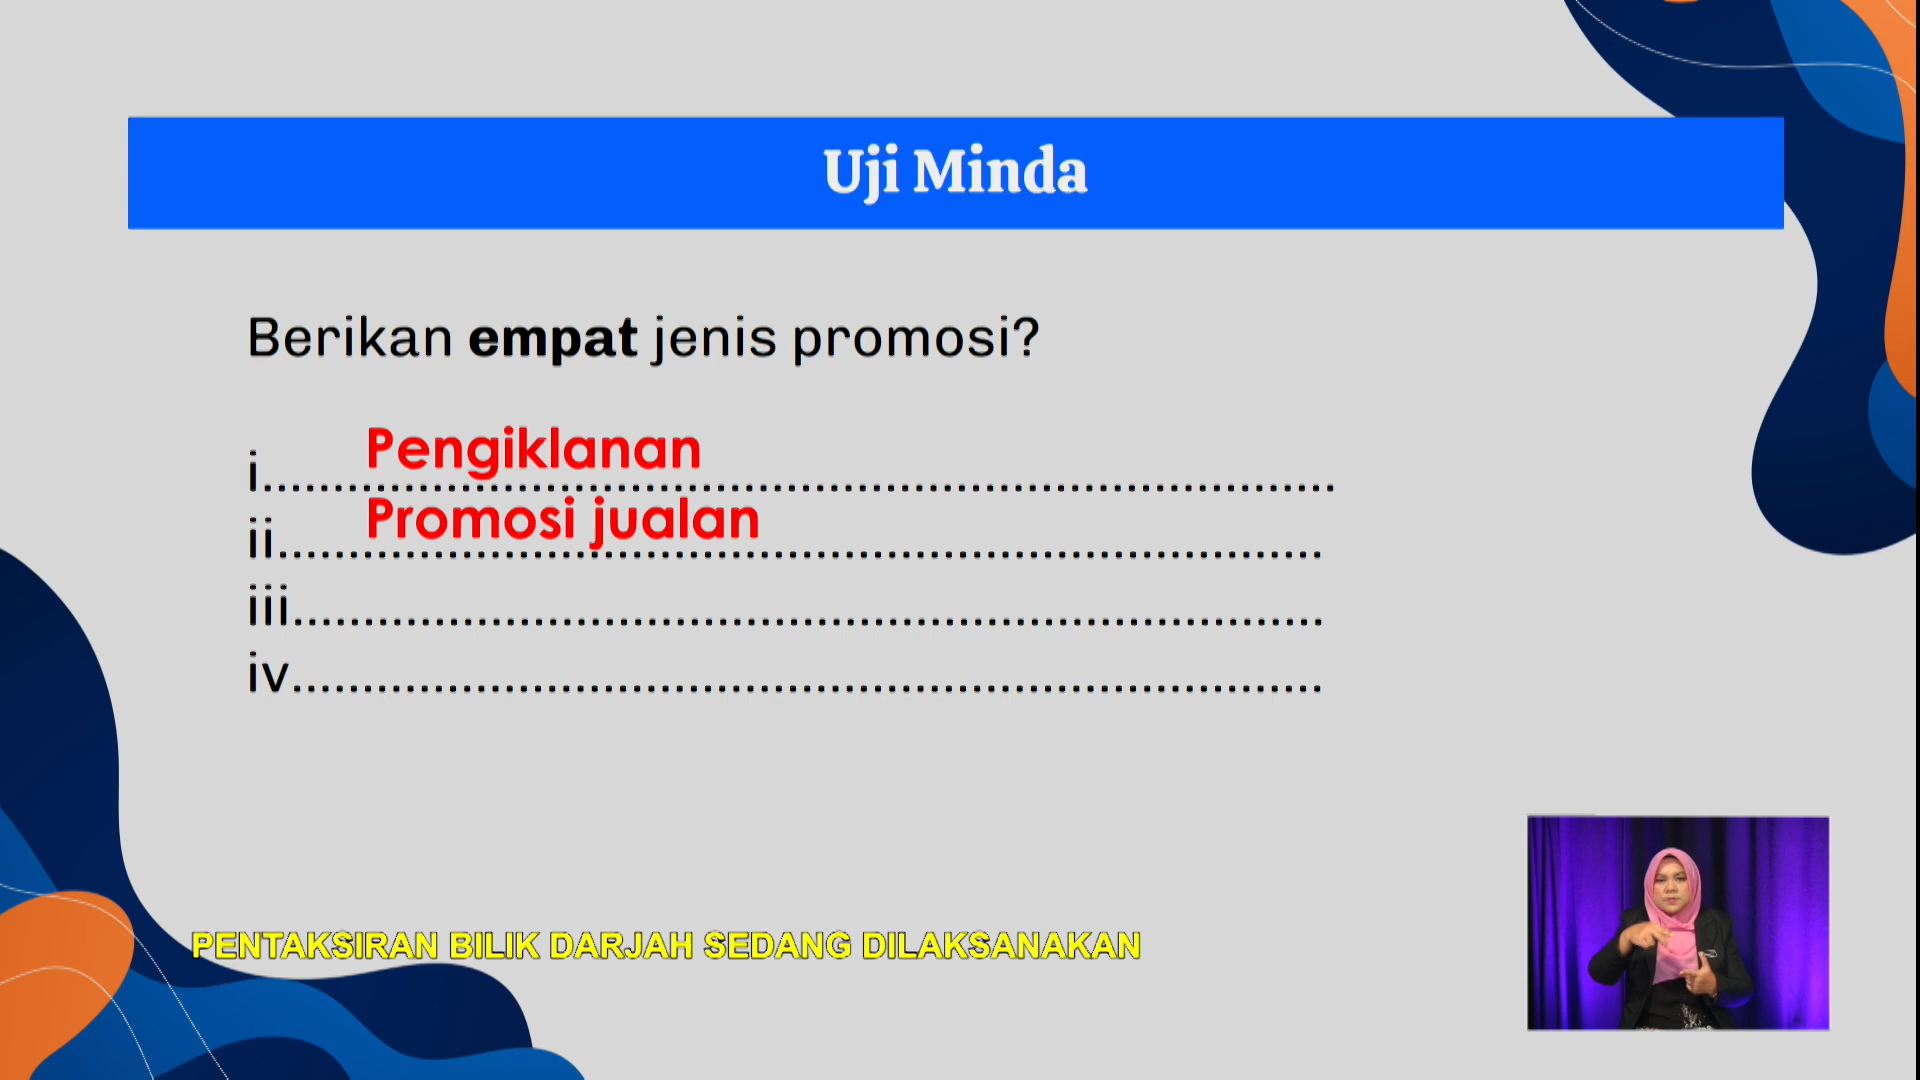 Uji Minda
Berikan empat jenis promosi?
Pengiklanan
i............................................................................
Promosi jualan
ii..........................................................................
iii.........................................................................
iv.........................................................................
PENTAKSIRAN BILIK DARJAH SEDANG DILAKSANAKAN